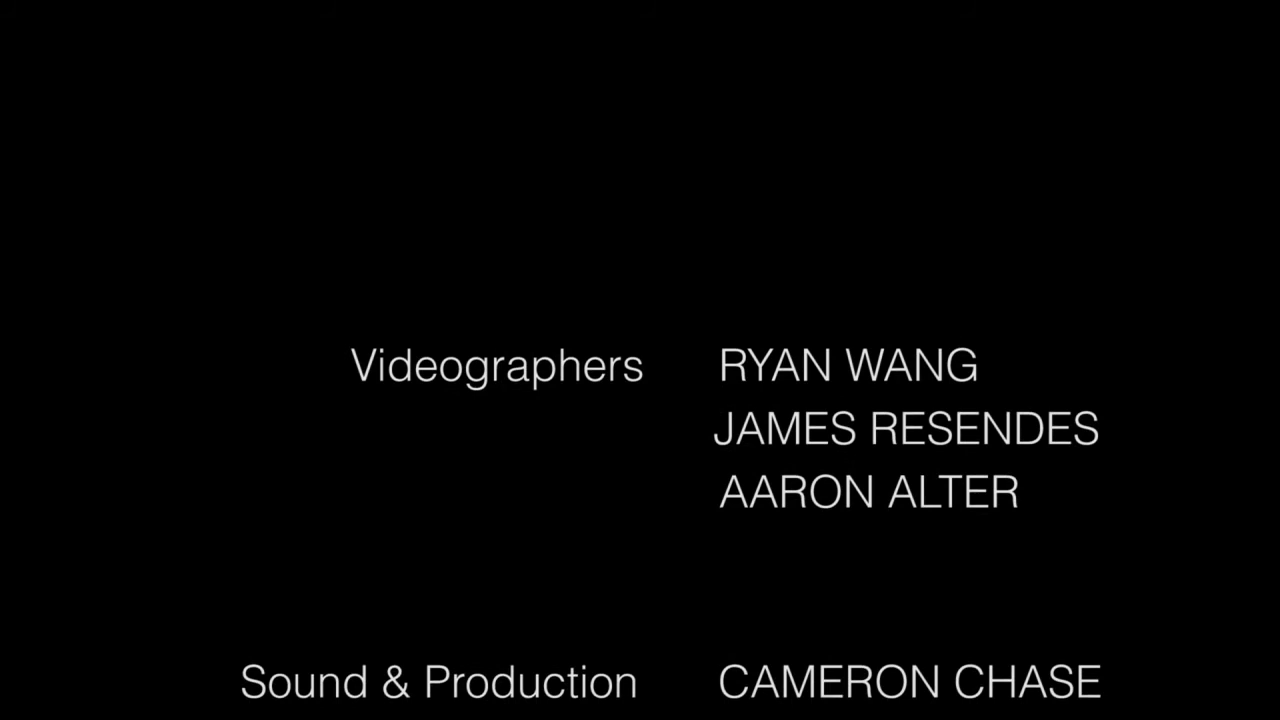 Videographers RYAN WANG
JAMES RESENDES
AARON ALTER
Sound & Production CAMERON CHASE